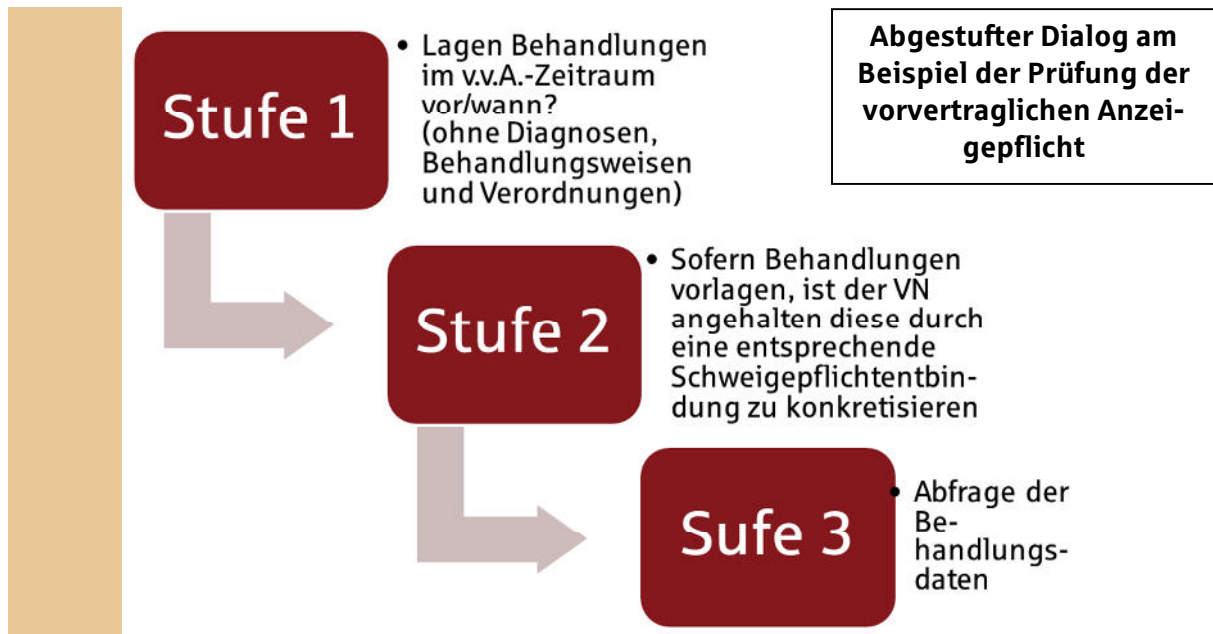 Abgestufter Dialog am
Beispiel der Prüfung der
vorvertraglichen Anzei-
gepflicht
Stufe 1
• Lagen Behandlungen
im v.v.A.-Zeitraum
vor/wann?
(ohne Diagnosen,
Behandlungsweisen
und Verordnungen)
Stufe 2
• Sofern Behandlungen
vorlagen, ist der VN
angehalten diese durch
eine entsprechende
Schweigepflichtentbin-
dung zu konkretisieren
Sufe 3
• Abfrage der
Be-
handlungs-
daten